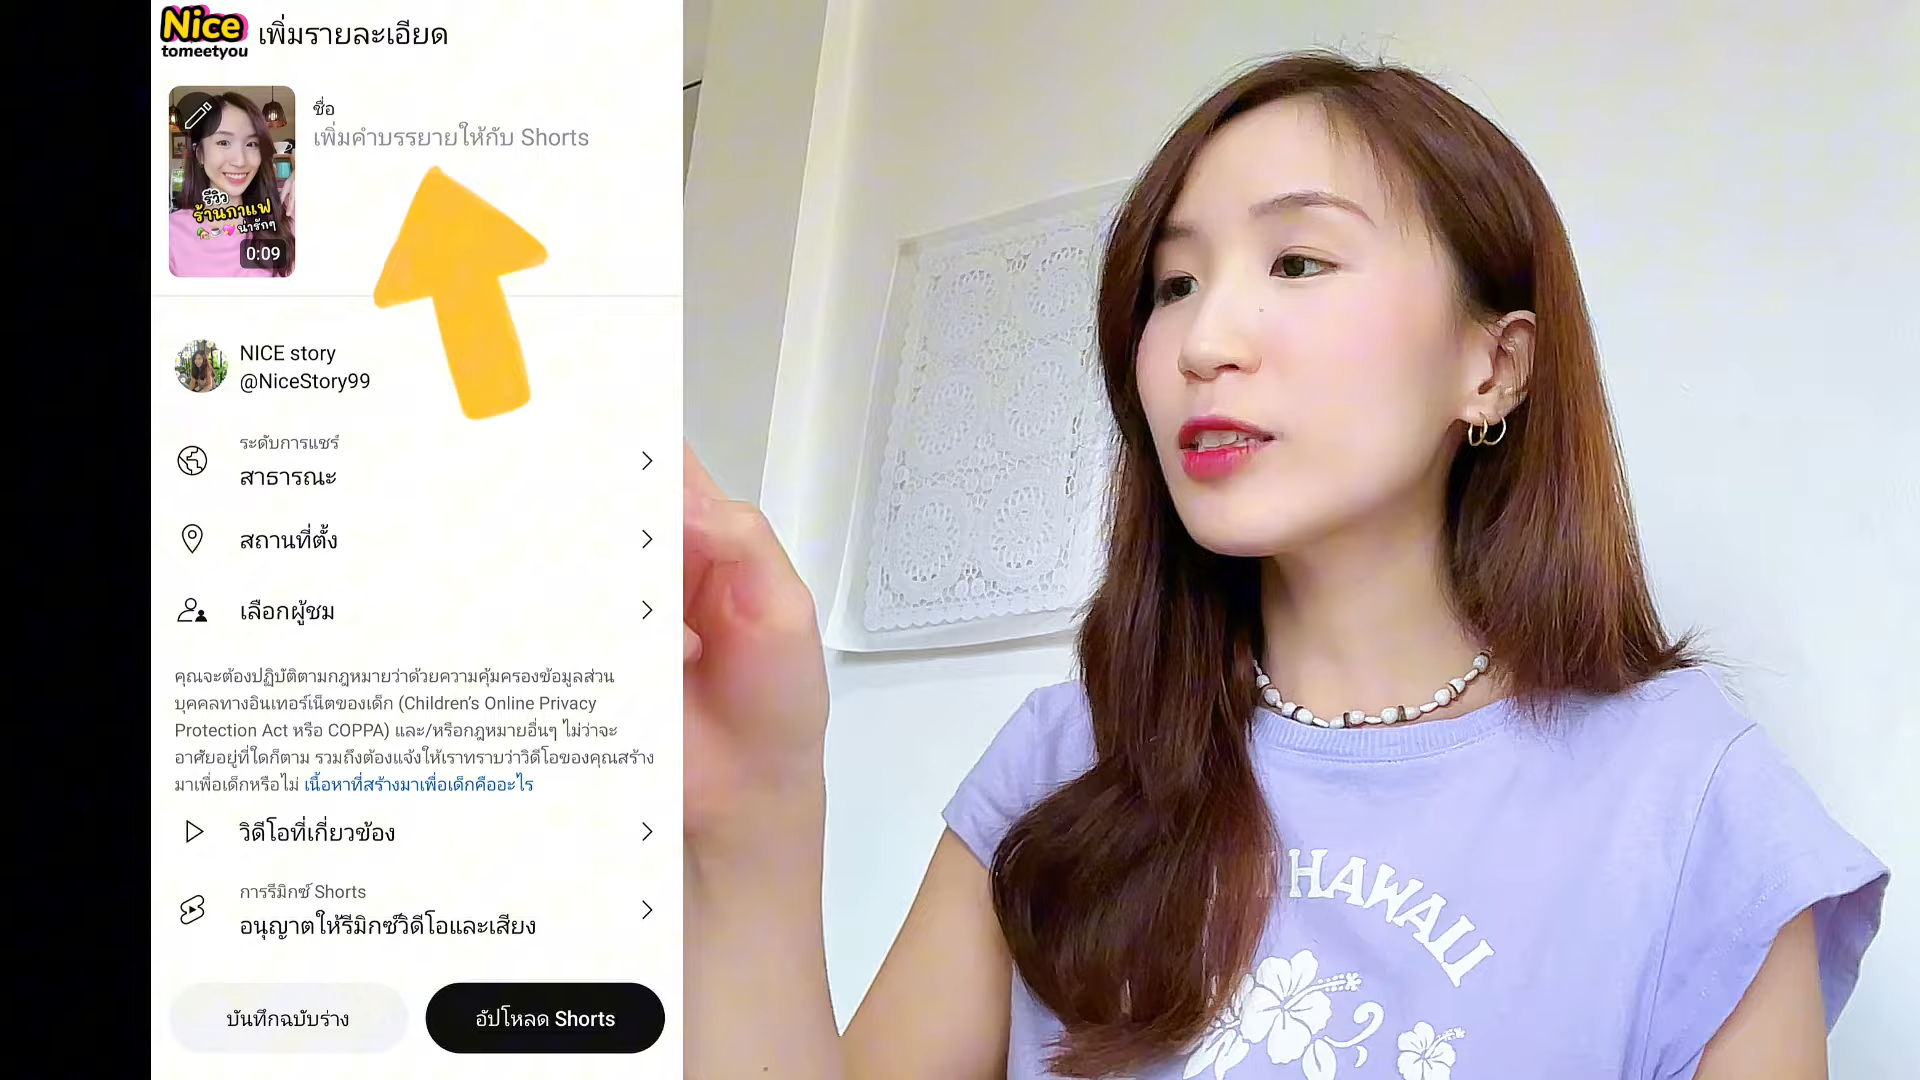 Nice
tomeetyou
เพิ่มรายละเอียด
ชื่อ
เพิ่มคำบรรยายให้กับ Shorts
รีวิว
ร้านกาแฟ
น่ารักๆ
0:09
NICE story
@NiceStory99
ระดับการแชร์
สาธารณะ
สถานที่ตั้ง
เลือกผู้ชม
คุณจะต้องปฏิบัติตามกฎหมายว่าด้วยความคุ้มครองข้อมูลส่วน
บุคคลทางอินเทอร์เน็ตของเด็ก (Children's Online Privacy
Protection Act หรือ COPPA) และ/หรือกฎหมายอื่นๆ ไม่ว่าจะ
อาศัยอยู่ที่ใดก็ตาม รวมถึงต้องแจ้งให้เราทราบว่าวิดีโอของคุณสร้าง
มาเพื่อเด็กหรือไม่ เนื้อหาที่สร้างมาเพื่อเด็กคืออะไร
วิดีโอที่เกี่ยวข้อง
การรีมิกซ์ Shorts
อนุญาตให้รีมิกซ์วิดีโอและเสียง
บันทึกฉบับร่าง
อัปโหลด Shorts
HAWAII